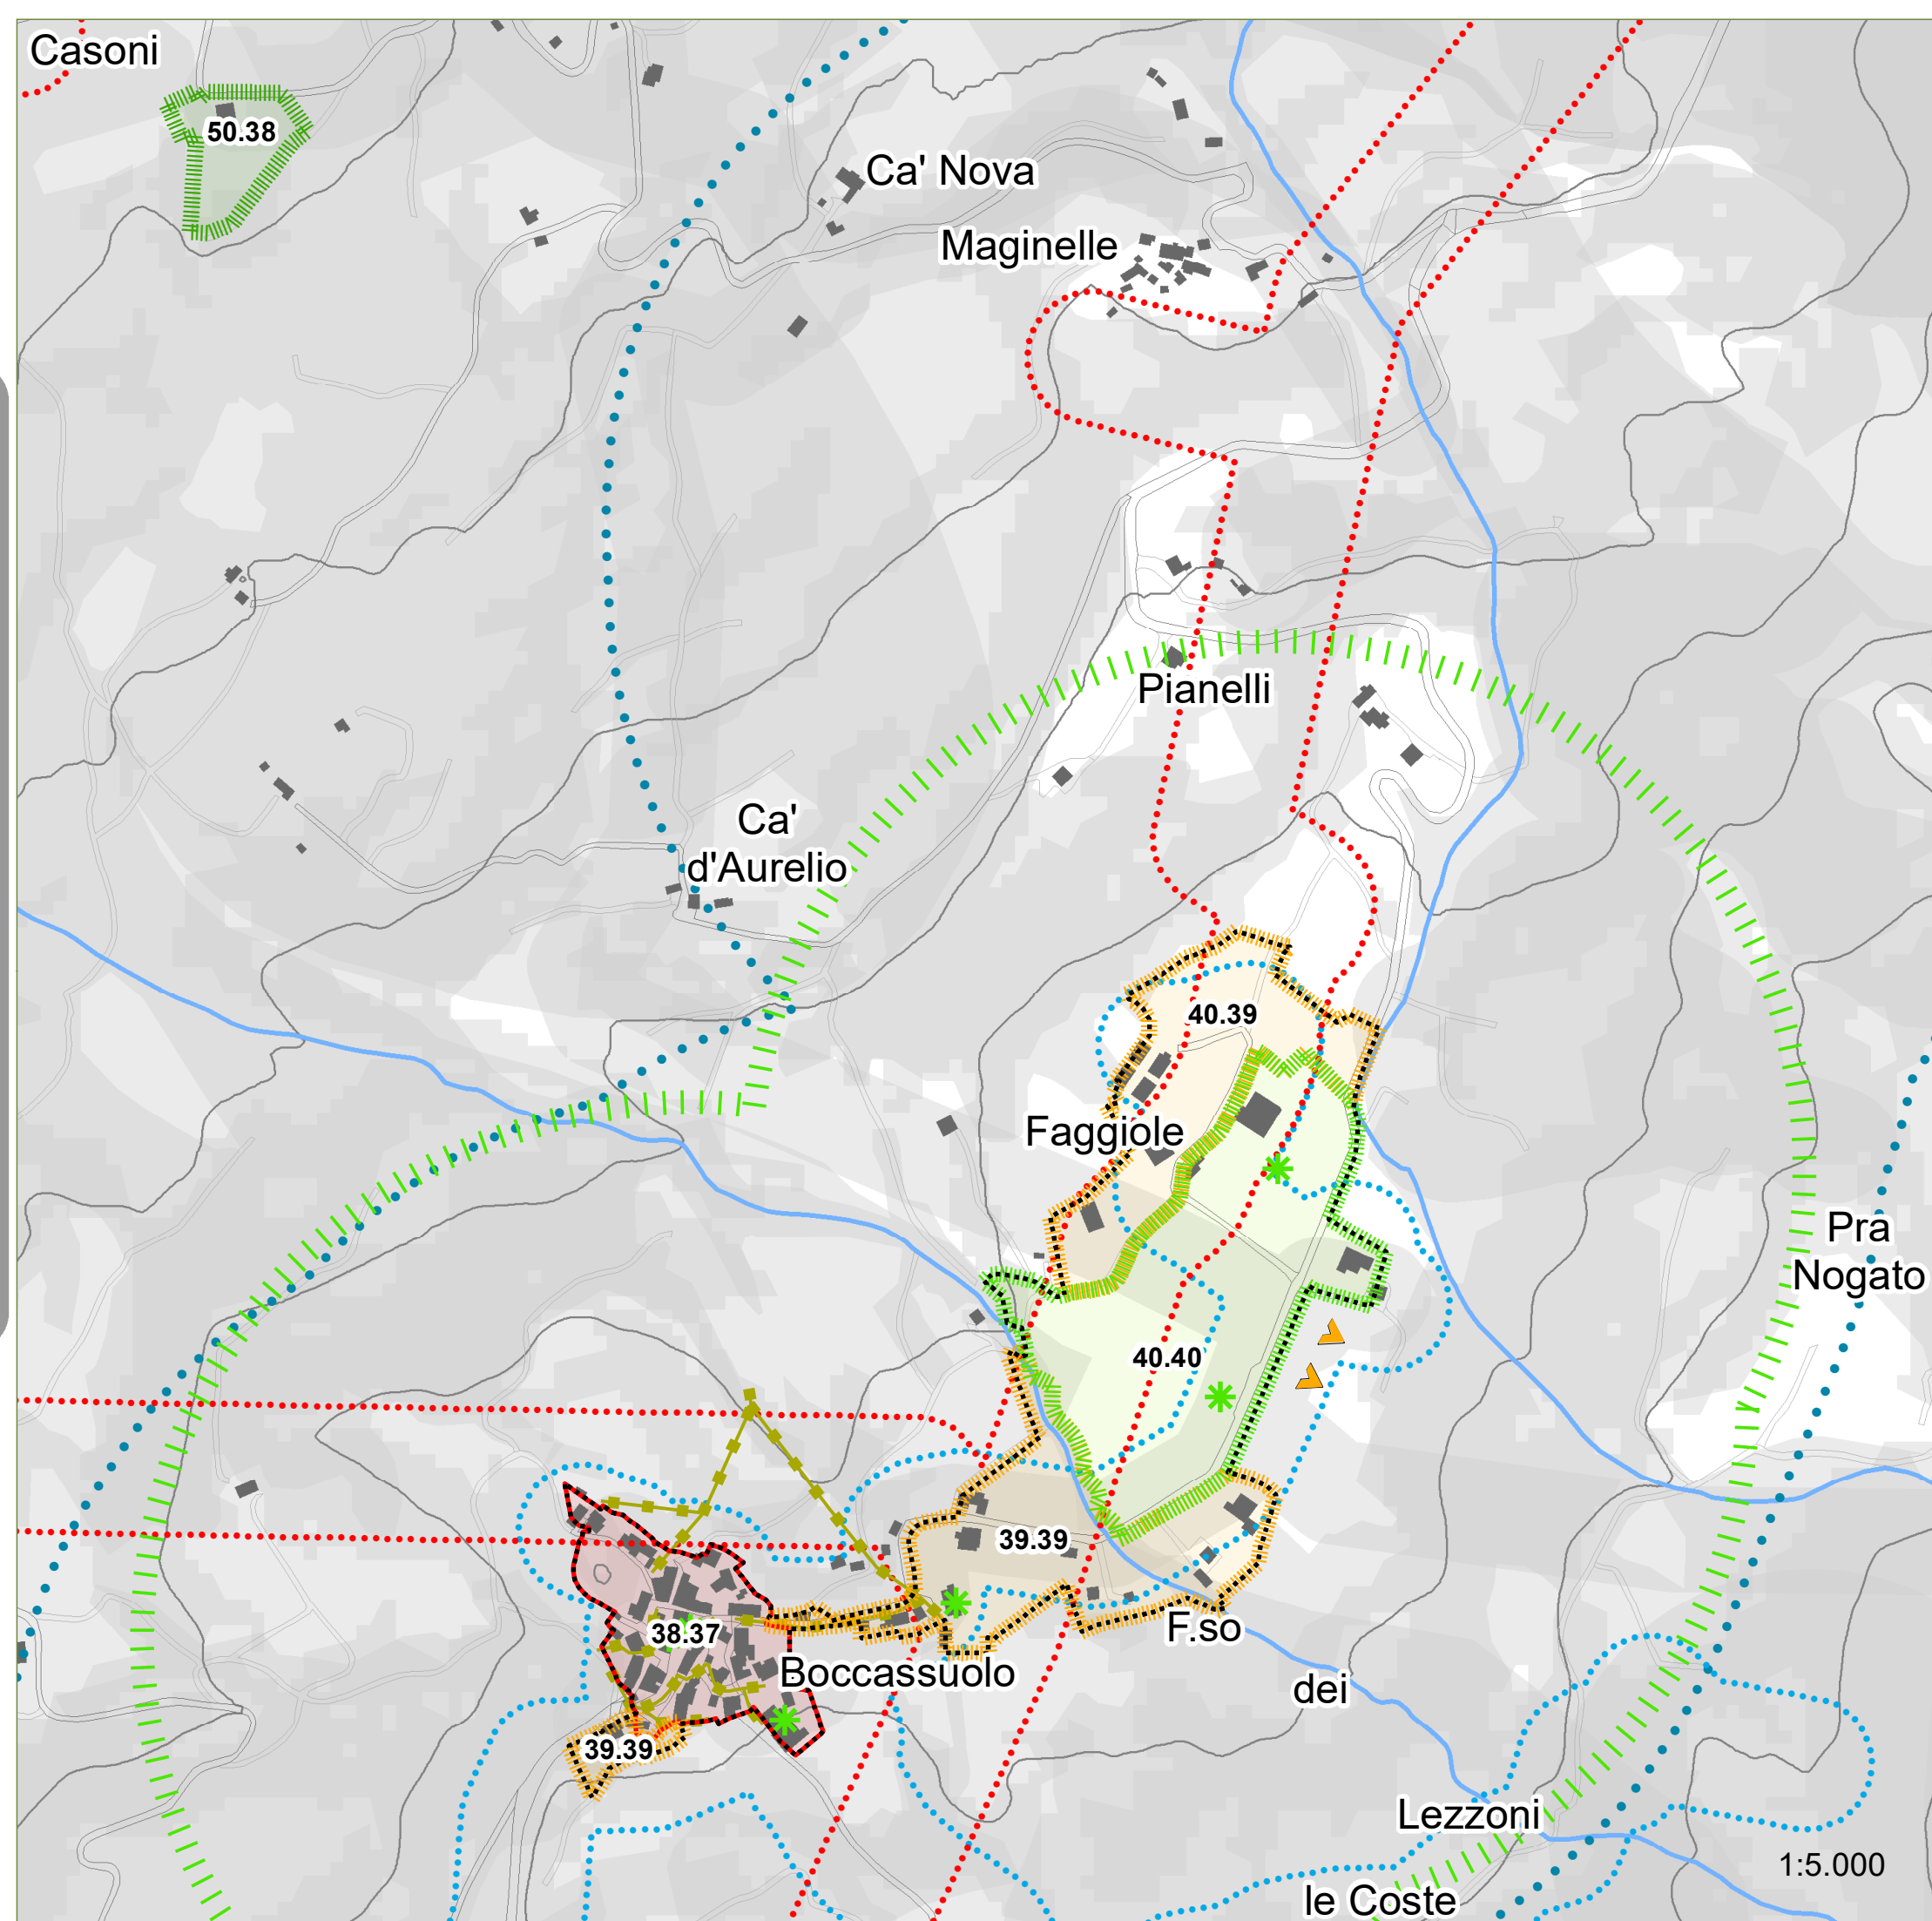 Casoni
50.38
Ca' Nova
Maginelle
Pianelli
Ca'
d'Aurelio
40.39
Faggiole
Pra
Nogato
40.40
39.39
38.37
F.so
Boccassuolo
dei
39.39
Lezzoni
1:5.000
le Coste